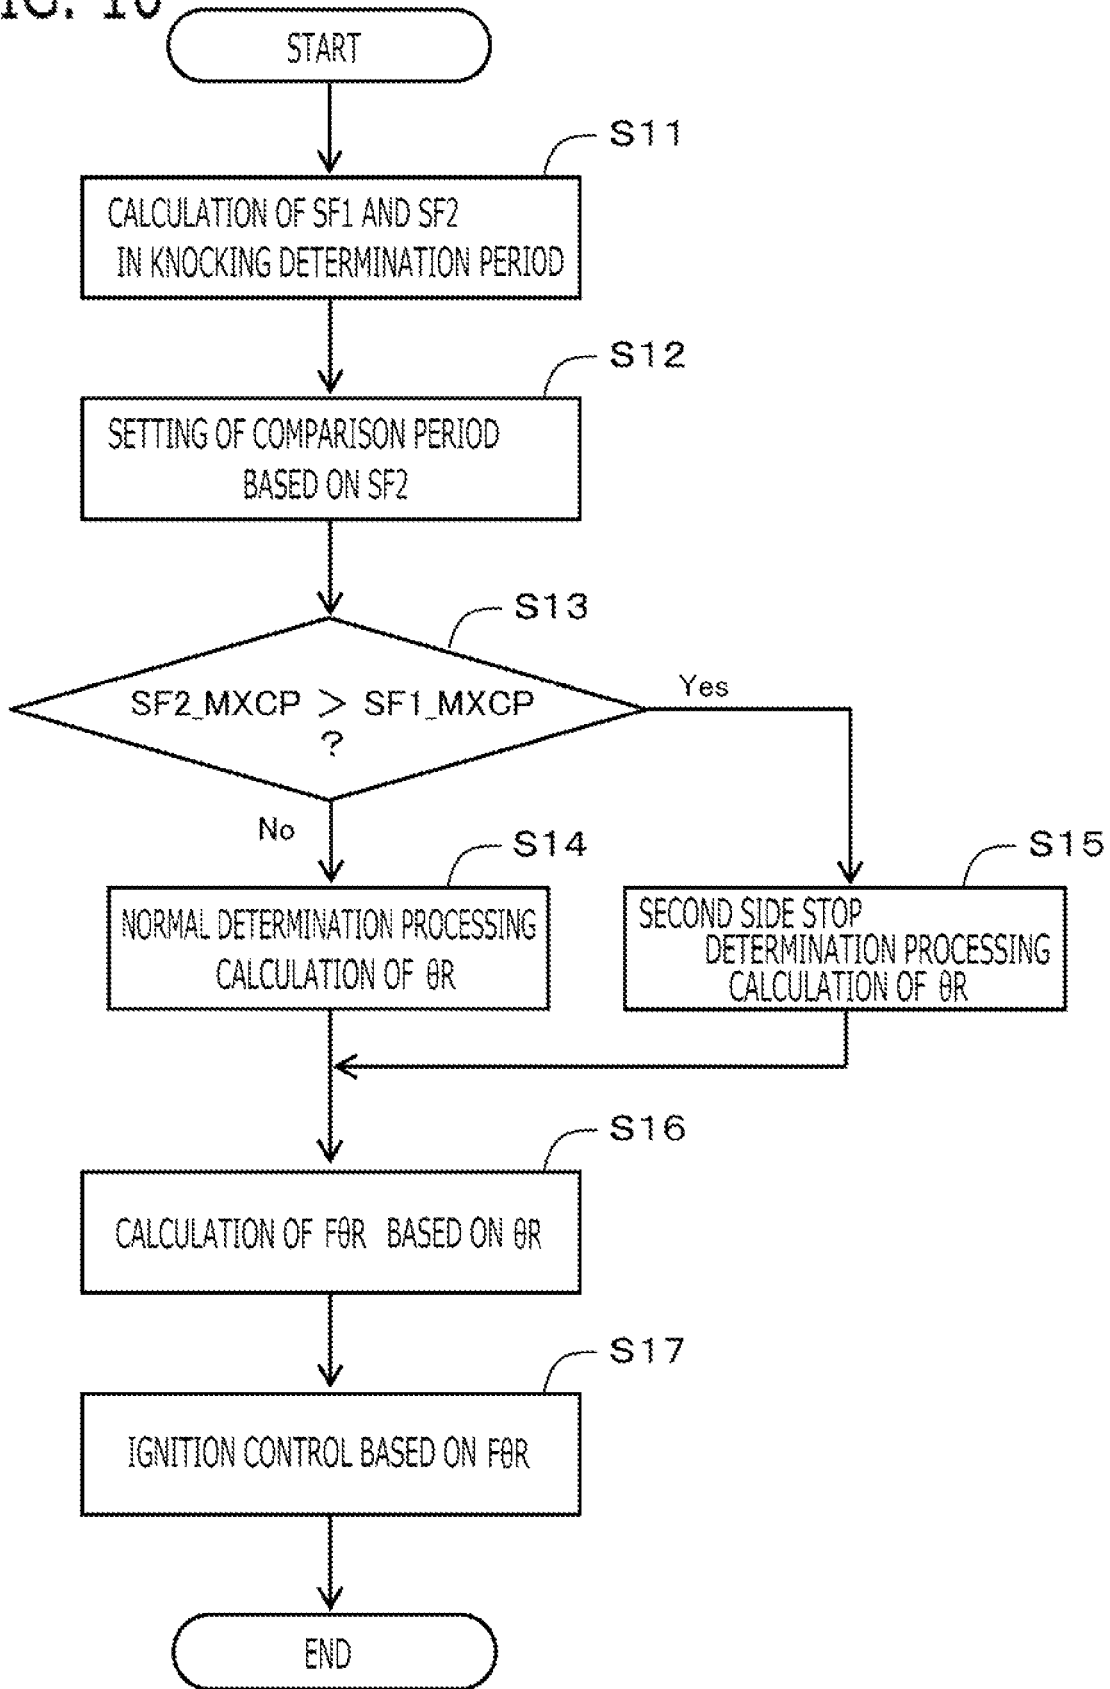 FIG. 10
START
S11
CALCULATION OF SF1 AND SF2
IN KNOCKING DETERMINATION PERIOD
S12
SETTING OF COMPARISON PERIOD
BASED ON SF2
S13
SF2_MXCP > SF1_MXCP
?
Yes
No
S14
NORMAL DETERMINATION PROCESSING
CALCULATION OF θR
S15
SECOND SIDE STOP
DETERMINATION PROCESSING
CALCULATION OF θR
S16
CALCULATION OF FθR BASED ON θR
S17
IGNITION CONTROL BASED ON FθR
END